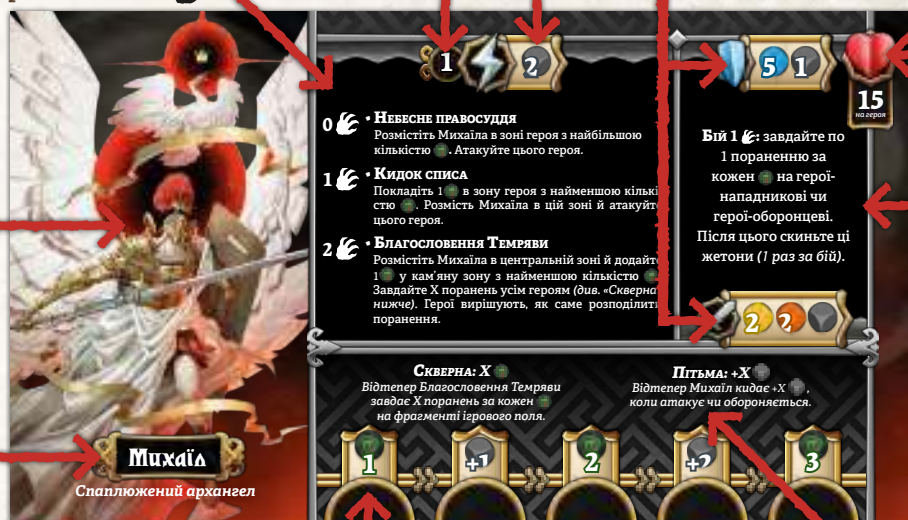 1
2
5 1
15
на героя
0 • Небесне правосуддя
Розмістіть Михаїла в зоні героя з найбільшою
кількістю . Атакуйте цього героя.
1 • Кидок списа
Покладіть 1 в зону героя з найменшою кількі
стю . Розмість Михаїла в цій зоні й атакуйте
цього героя.
2 • Благословення Темряви
Розмістіть Михаїла в центральній зоні й додайте
1 у кам'яну зону з найменшою кількістю
Завдайте X поранень усім героям (див. «Скверна»
нижче). Герої вирішують, як саме розподілити
поранення.
Бій 1 : завдайте по
1 пораненню за
кожен на герої-
нападникові чи
герої-оборонцеві.
Після цього скиньте ці
жетони (1 раз за бій).
2 2
Скверна: X
Відтепер Благословення Темряви
завдає X поранень за кожен
на фрагменті ігрового поля.
Пітьма: +X
Відтепер Михаїл кидає +X ,
коли атакує чи обороняється.
1 +1 2 +2 3
Михаїл
Спаплюжений архангел